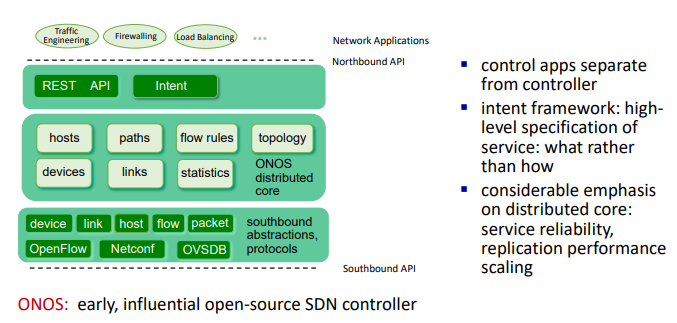 Traffic
Engineering
Firewalling
Load Balancing
...
Network Applications
Northbound API
REST API
Intent
hosts
paths
flow rules
topology
devices
links
statistics
ONOS
distributed
core
device
link
host
flow
packet
southbound
abstractions,
protocols
OpenFlow
Netconf
OVSDB
Southbound API
▪ control apps separate
from controller
▪ intent framework: high-
level specification of
service: what rather
than how
▪ considerable emphasis
on distributed core:
service reliability,
replication performance
scaling
ONOS: early, influential open-source SDN controller